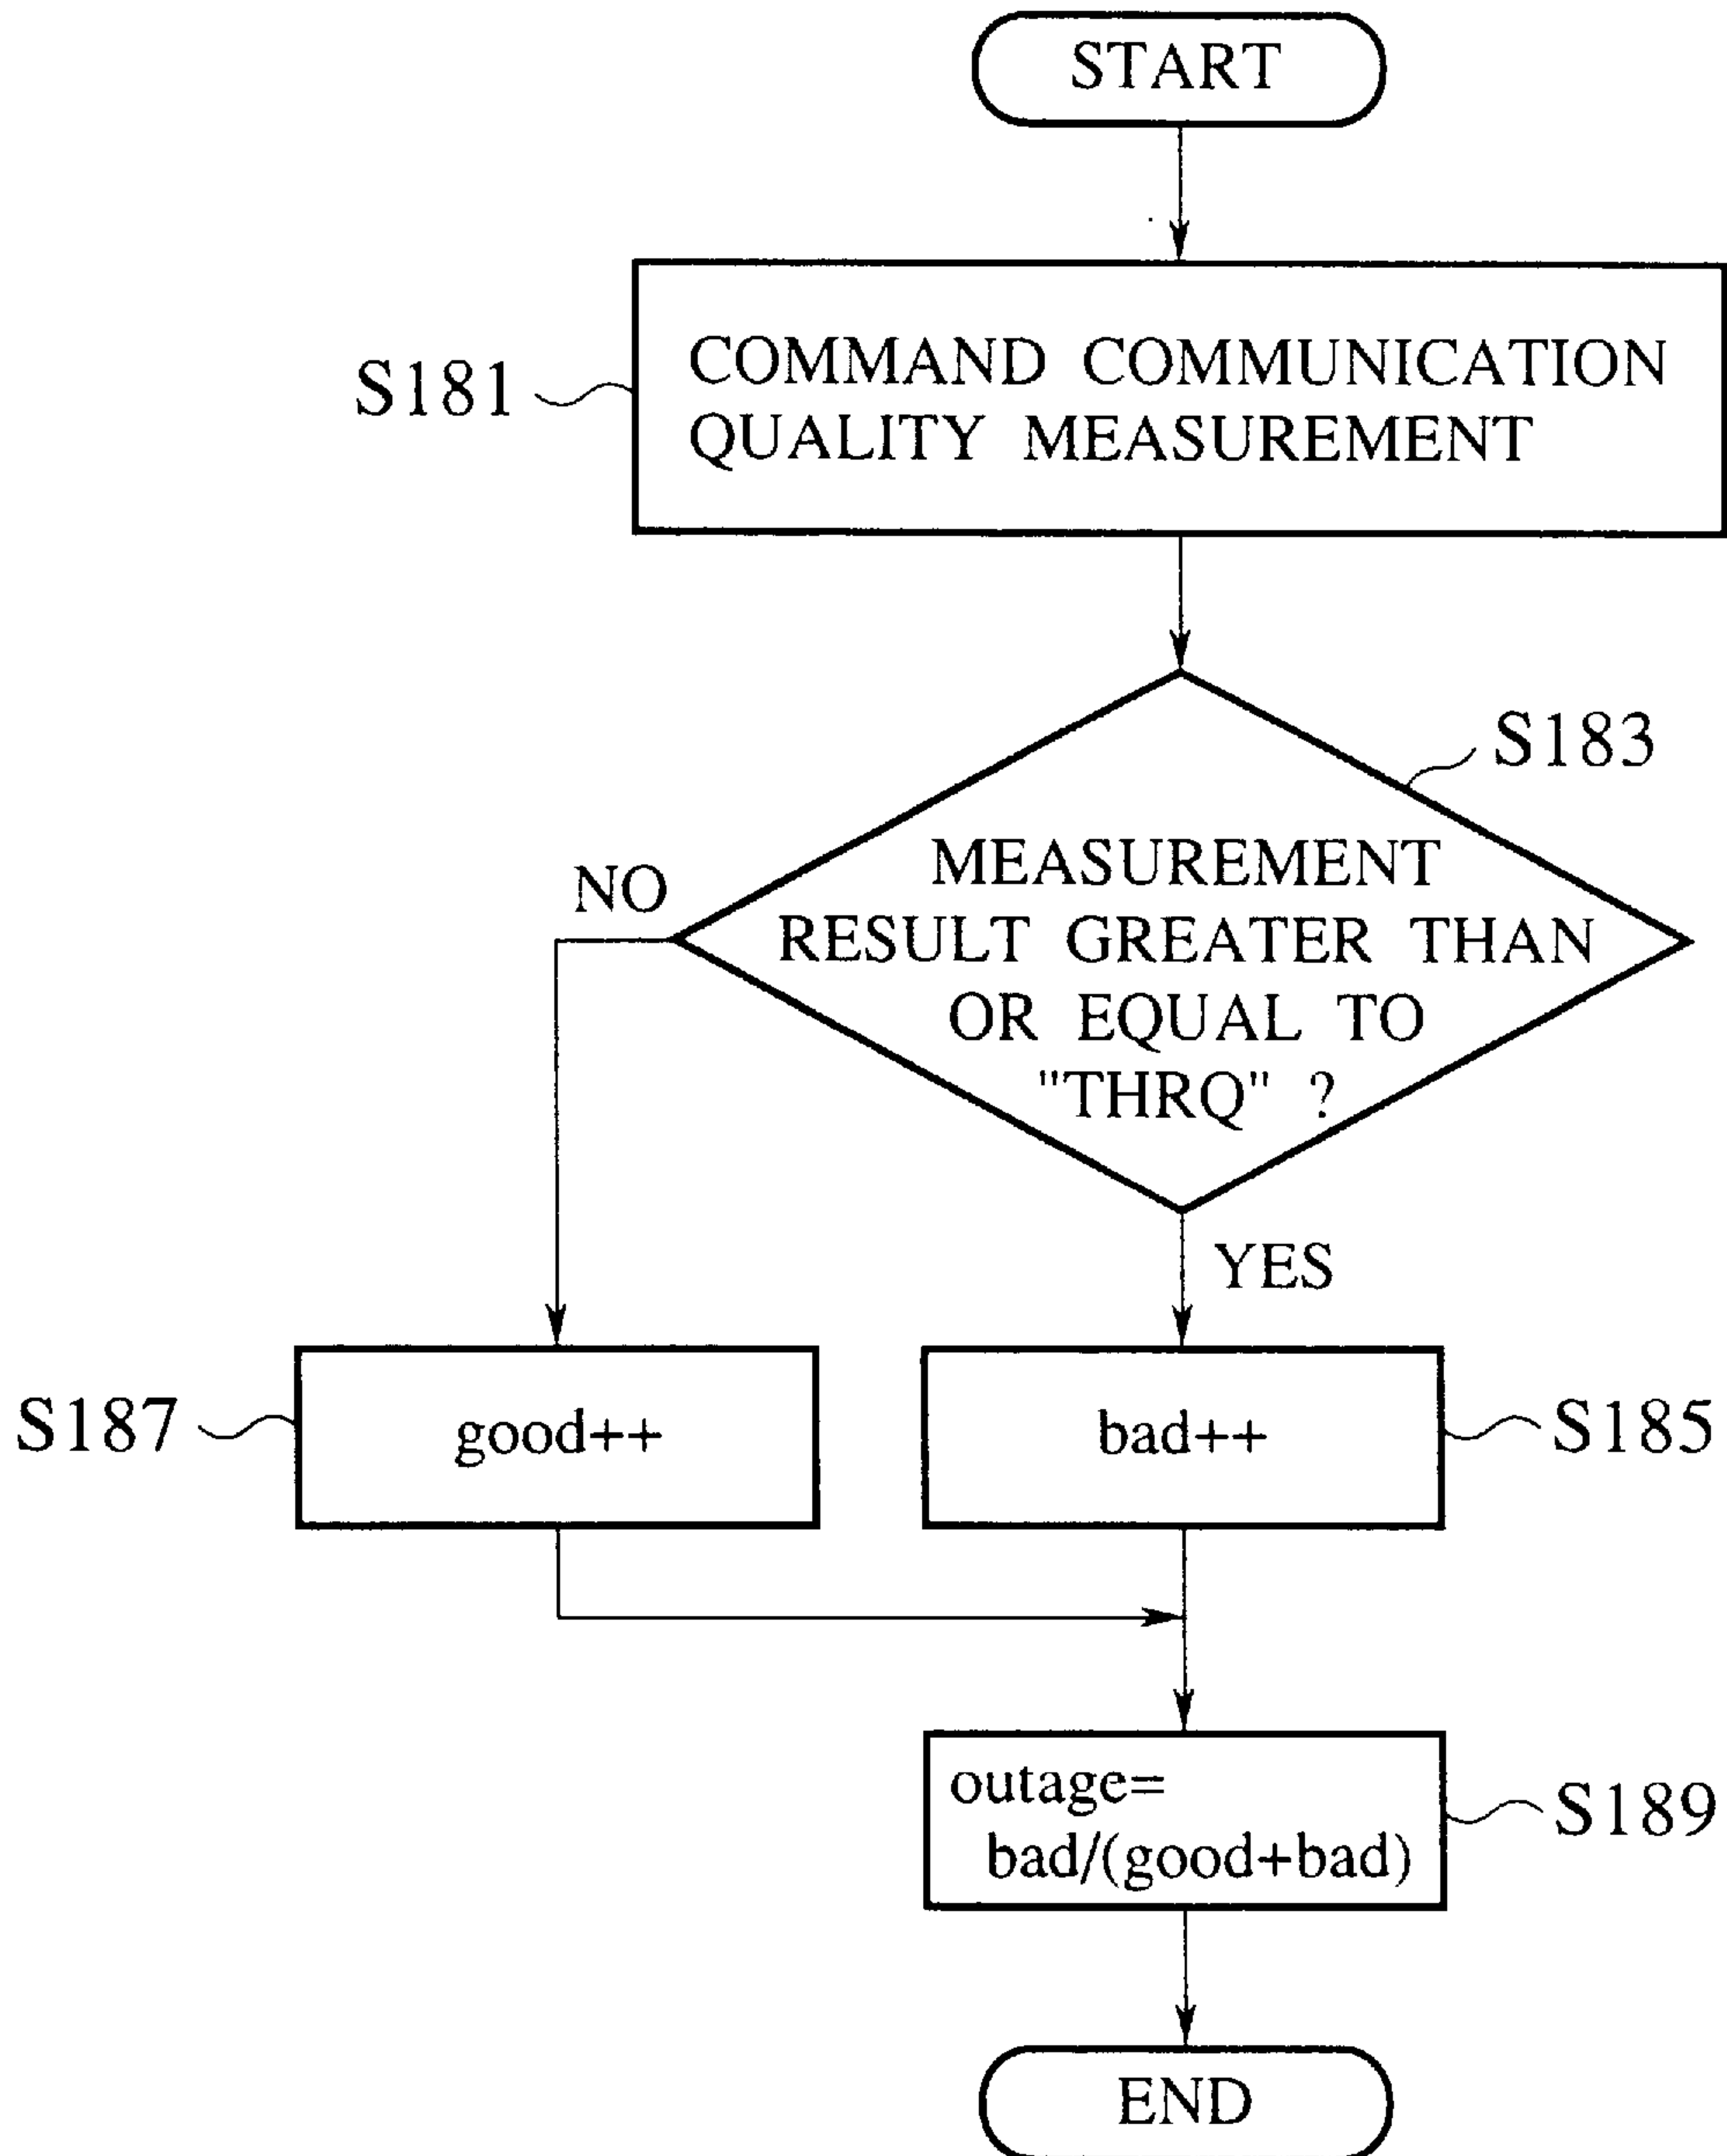 START
S181
COMMAND COMMUNICATION
QUALITY MEASUREMENT
S183
MEASUREMENT
RESULT GREATER THAN
OR EQUAL TO
"THRQ" ?
NO
YES
S187
good++
bad++
S185
outage=
bad/(good+bad)
S189
END